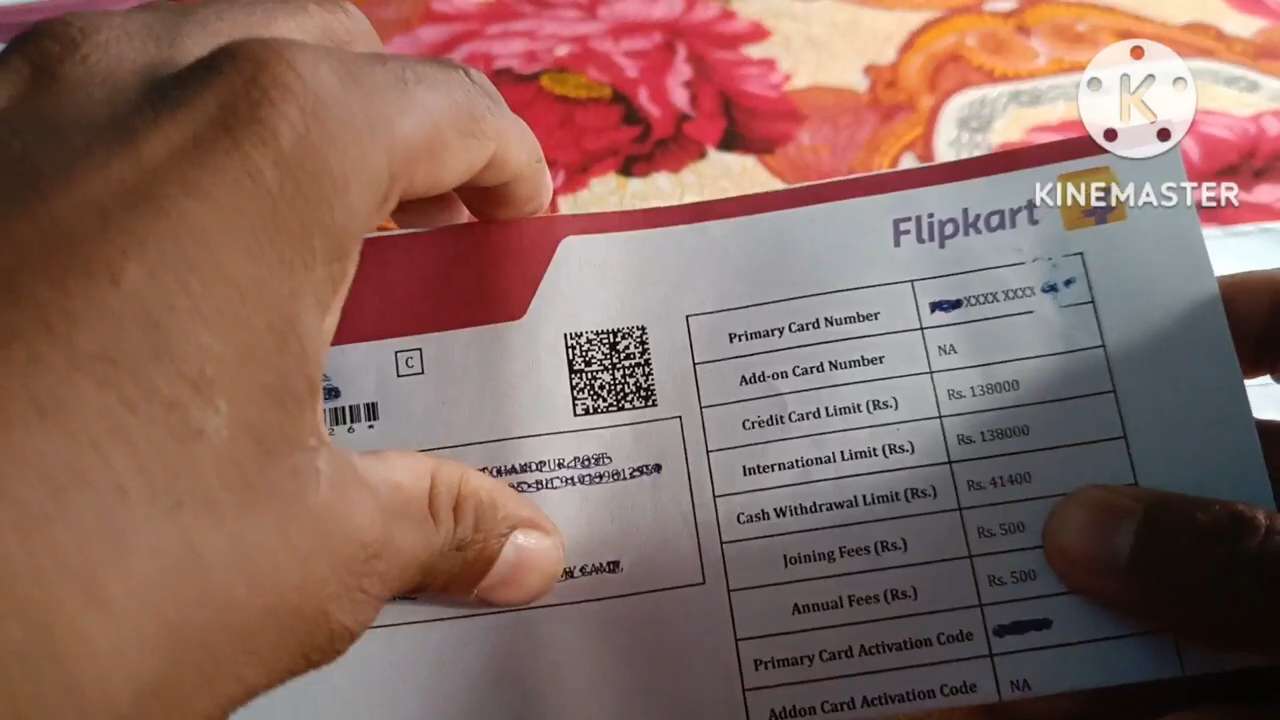 K
KINEMASTER
Flipkart
C
2 6 *
Primary Card Number XXXX XXXX
Add-on Card Number NA
Credit Card Limit (Rs.) Rs. 138000
International Limit (Rs.) Rs. 138000
Cash Withdrawal Limit (Rs.) Rs. 41400
Joining Fees (Rs.) Rs. 500
Annual Fees (Rs.) Rs. 500
Primary Card Activation Code
Addon Card Activation Code NA